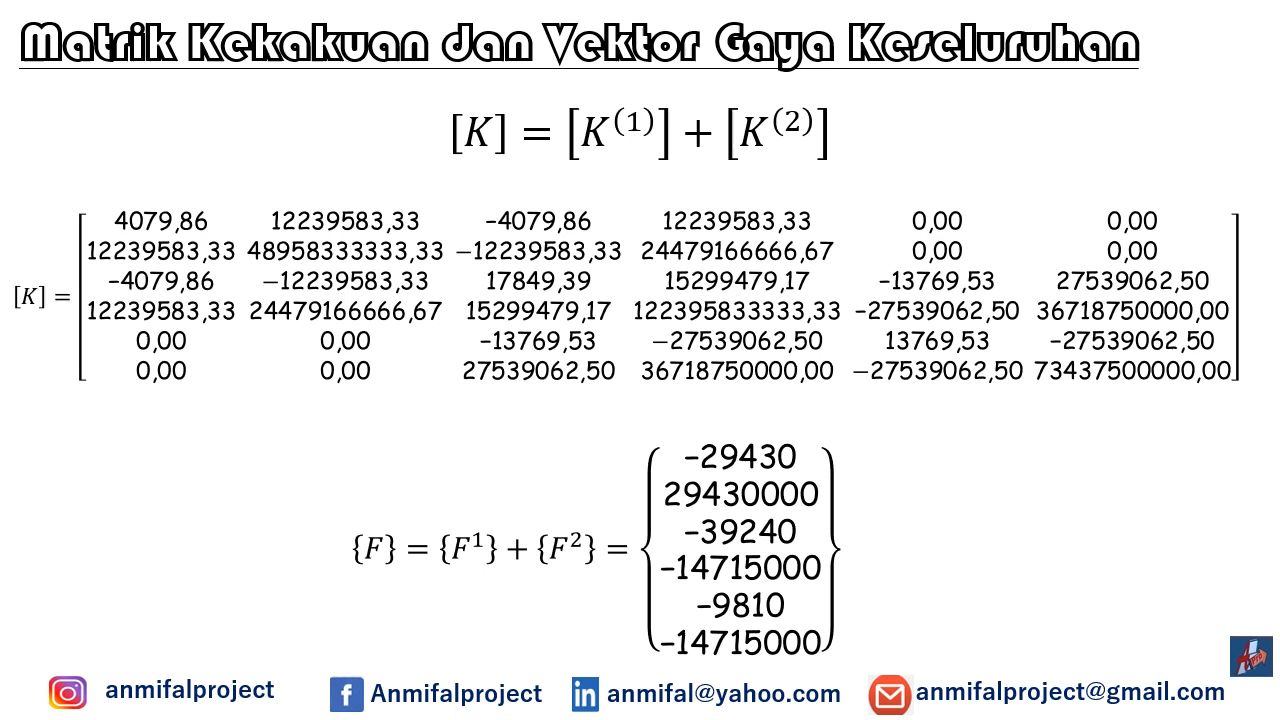 Matrik Kekakuan dan Vektor Gaya Keseluruhan
[K] = [K^(1)] + [K^(2)]
4079,86 12239583,33 −4079,86 12239583,33 0,00 0,00
12239583,33 48958333333,33 −12239583,33 24479166666,67 0,00 0,00
−4079,86 −12239583,33 17849,39 15299479,17 −13769,53 27539062,50
[K] = 12239583,33 24479166666,67 15299479,17 122395833333,33 −27539062,50 36718750000,00
0,00 0,00 −13769,53 −27539062,50 13769,53 −27539062,50
0,00 0,00 27539062,50 36718750000,00 −27539062,50 73437500000,00
−29430
29430000
−39240
{F} = {F^1} + {F^2} =
−14715000
−9810
−14715000
anmifalproject Anmifalproject anmifal@yahoo.com anmifalproject@gmail.com